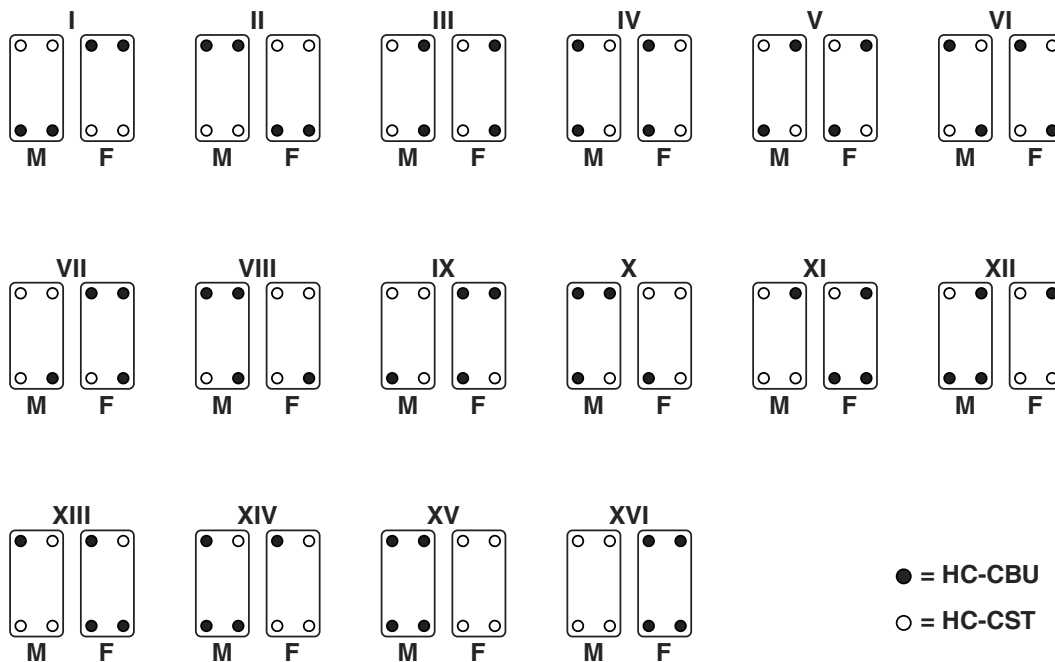 I II III IV V VI
M F M F M F M F M F M F
VII VIII IX X XI XII
M F M F M F M F M F M F
XIII XIV XV XVI
= HC-CBU
= HC-CST
M F M F M F M F